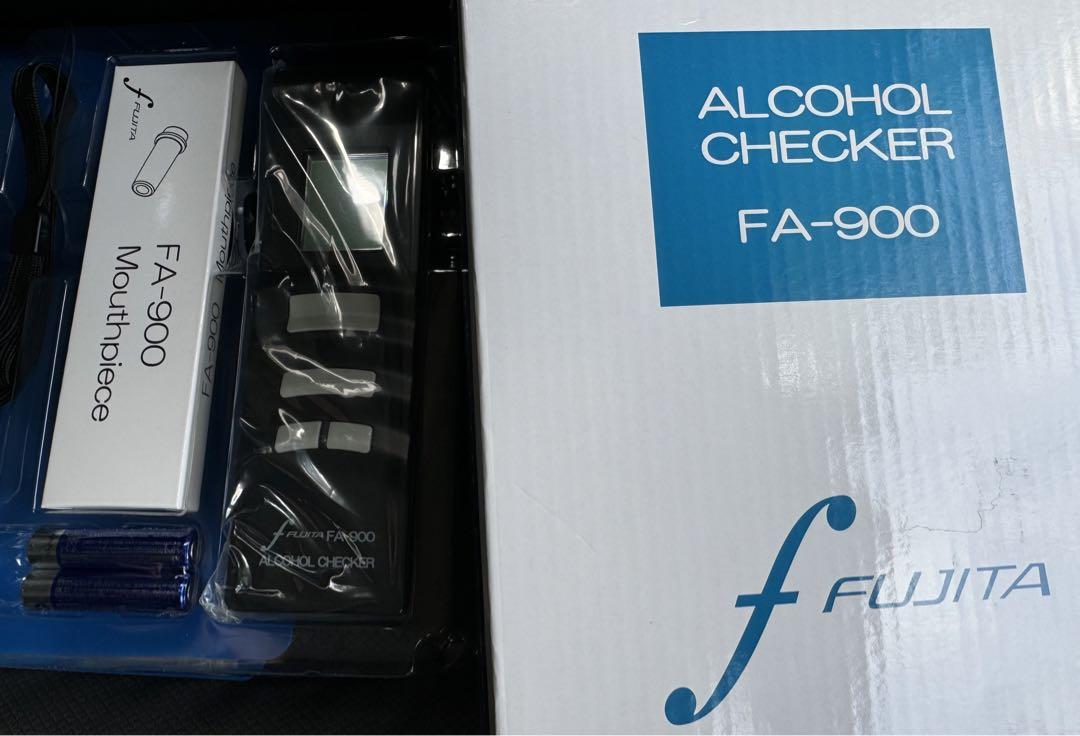 f FUJITA
FA-900
Mouthpiece
FA-900 Mouthpiece
f FUJITA FA-900
ALCOHOL CHECKER
ALCOHOL
CHECKER
FA-900
f FUJITA